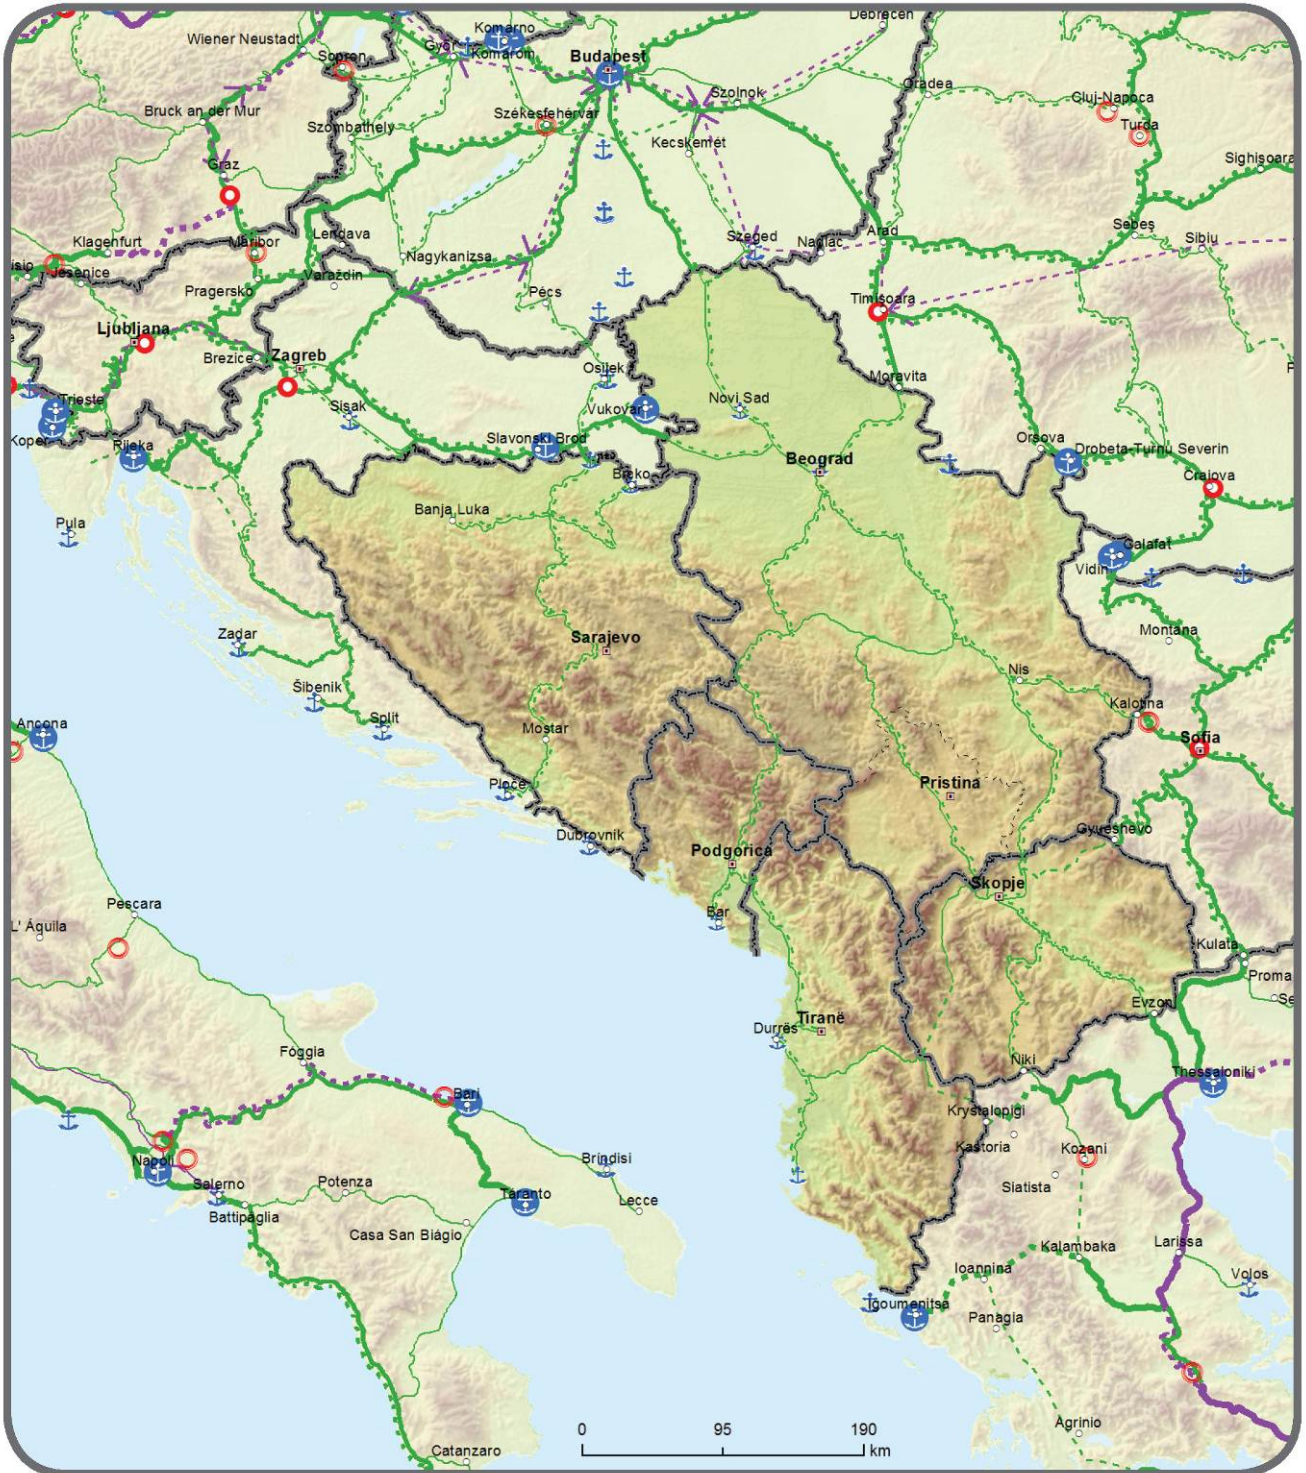 Debrecen
Komarno
Wiener Neustadt
Győr
Komárom
Sopron
Budapest
Oradea
Szolnok
Cluj-Napoca
Bruck an der Mur
Székesfehérvár
Turda
Szombathely
Kecskemét
Sighișoara
Graz
Klagenfurt
Maribor
Lendava
Szeged
Nadlac
Arad
Sebeș
Sibiu
Nagykanizsa
Jesenice
Varaždin
Pragersko
Pécs
Timișoara
Ljubljana
Brezice
Zagreb
Osijek
Moravita
Trieste
Sisak
Vukovar
Novi Sad
Koper
Rijeka
Slavonski Brod
Orsova
Drobeta-Turnu Severin
Beograd
Brčko
Craiova
Banja Luka
Pula
Calafat
Vidin
Zadar
Sarajevo
Montana
Nis
Šibenik
Kalotina
Ancona
Split
Mostar
Sofia
Ploče
Pristina
Dubrovnik
Gyueshevo
Podgorica
Skopje
Pescara
Bar
L' Áquila
Kulata
Proma
Evzon
Se
Tiranë
Durrës
Fóggia
Niki
Thessaloniki
Bari
Krystalopigi
Kastoria
Kozani
Napoli
Brindisi
Siatista
Salerno
Potenza
Taranto
Lecce
Battipaglia
Casa San Biágio
Kalambaka
Larissa
Ioannina
Volos
Igoumenitsa
Panagia
Agrinio
0 95 190
km
Catanzaro